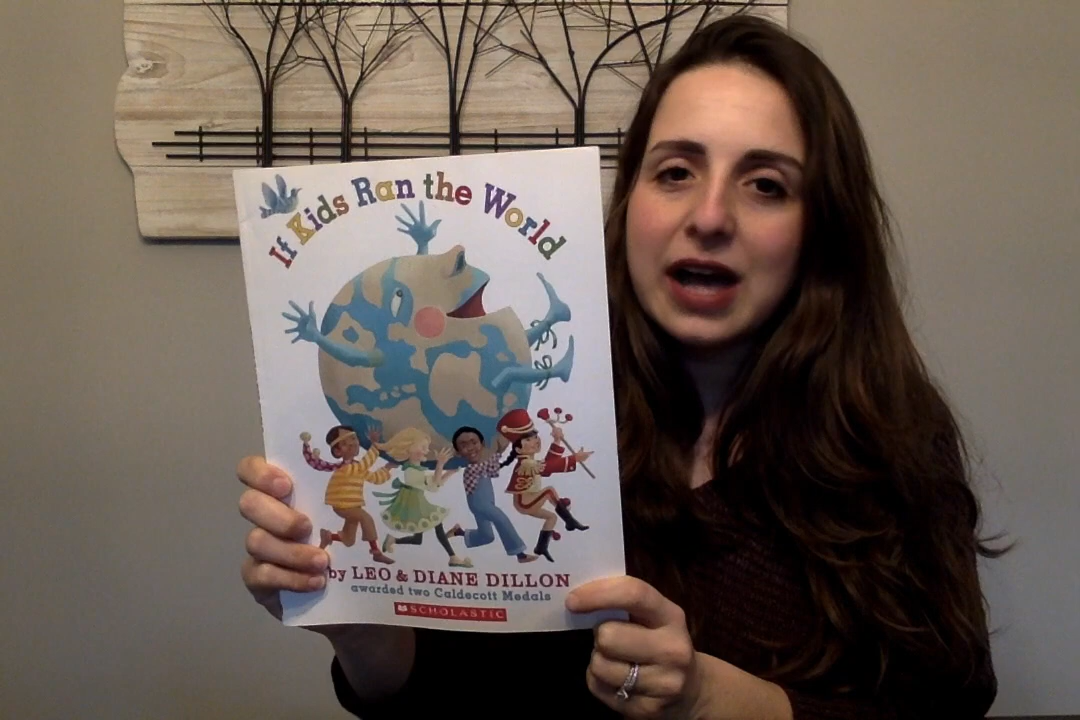 If Kids Ran the World
by LEO & DIANE DILLON
awarded two Caldecott Medals
SCHOLASTIC